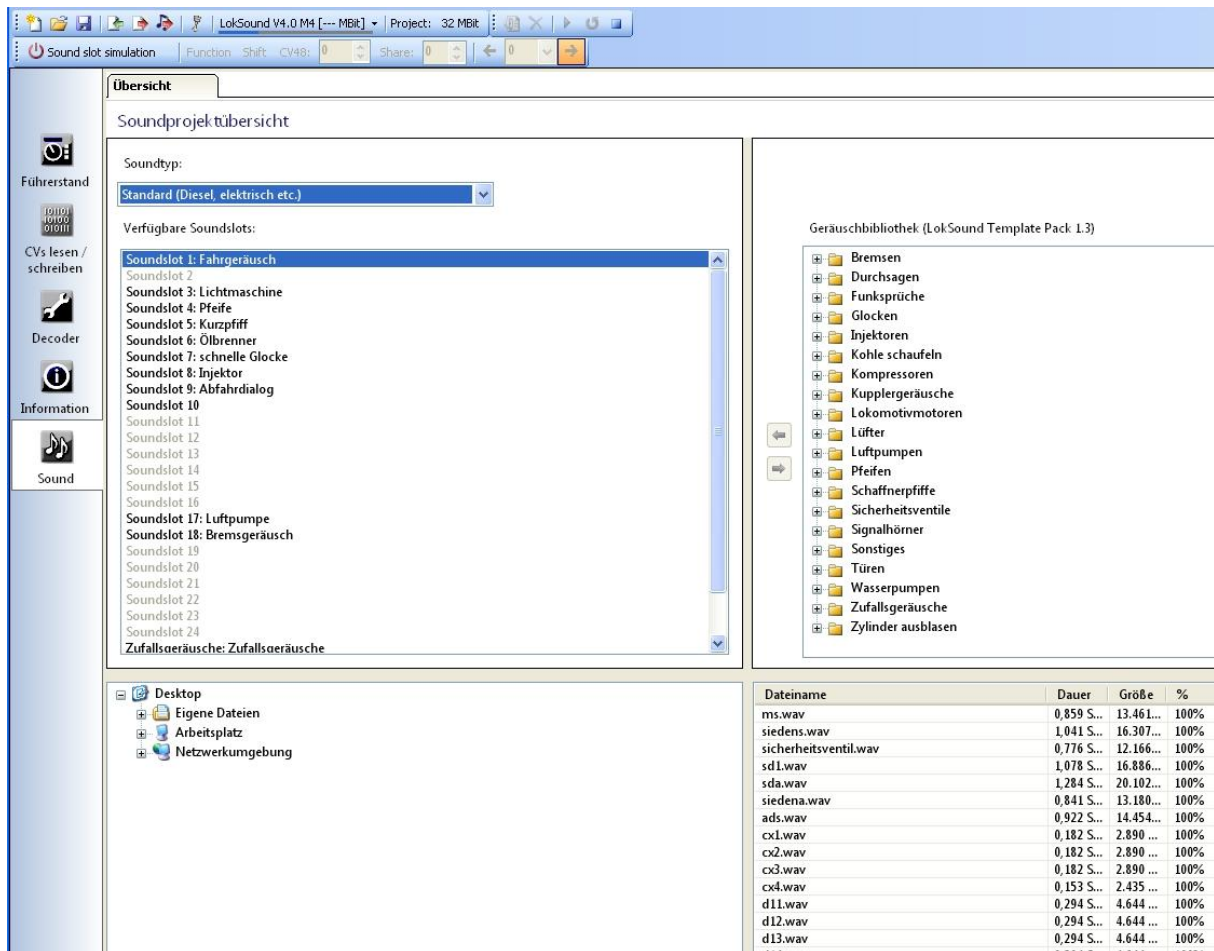 LokSound V4.0 M4 [--- MBit] Project: 32 MBit
Sound slot simulation Function Shift CV48: 0 Share: 0 0
Übersicht
Soundprojektübersicht
Führerstand
CVs lesen /
schreiben
Decoder
Information
Sound
Soundtyp:
Standard (Diesel, elektrisch etc.)
Verfügbare Soundslots:
Soundslot 1: Fahrgeräusch
Soundslot 2
Soundslot 3: Lichtmaschine
Soundslot 4: Pfeife
Soundslot 5: Kurzpfiff
Soundslot 6: Ölbrenner
Soundslot 7: schnelle Glocke
Soundslot 8: Injektor
Soundslot 9: Abfahrdialog
Soundslot 10
Soundslot 11
Soundslot 12
Soundslot 13
Soundslot 14
Soundslot 15
Soundslot 16
Soundslot 17: Luftpumpe
Soundslot 18: Bremsgeräusch
Soundslot 19
Soundslot 20
Soundslot 21
Soundslot 22
Soundslot 23
Soundslot 24
Zufallsgeräusche: Zufallsgeräusche
Geräuschbibliothek (LokSound Template Pack 1.3)
Bremsen
Durchsagen
Funksprüche
Glocken
Injektoren
Kohle schaufeln
Kompressoren
Kupplergeräusche
Lokomotivmotoren
Lüfter
Luftpumpen
Pfeifen
Schaffnerpfiffe
Sicherheitsventile
Signalhörner
Sonstiges
Türen
Wasserpumpen
Zufallsgeräusche
Zylinder ausblasen
Desktop
Eigene Dateien
Arbeitsplatz
Netzwerkumgebung
Dateiname Dauer Größe %
ms.wav 0,859 S... 13.461... 100%
siedens.wav 1,041 S... 16.307... 100%
sicherheitsventil.wav 0,776 S... 12.166... 100%
sd1.wav 1,078 S... 16.886... 100%
sda.wav 1,284 S... 20.102... 100%
siedena.wav 0,841 S... 13.180... 100%
ads.wav 0,922 S... 14.454... 100%
cx1.wav 0,182 S... 2.890 ... 100%
cx2.wav 0,182 S... 2.890 ... 100%
cx3.wav 0,182 S... 2.890 ... 100%
cx4.wav 0,153 S... 2.435 ... 100%
d11.wav 0,294 S... 4.644 ... 100%
d12.wav 0,294 S... 4.644 ... 100%
d13.wav 0,294 S... 4.644 ... 100%